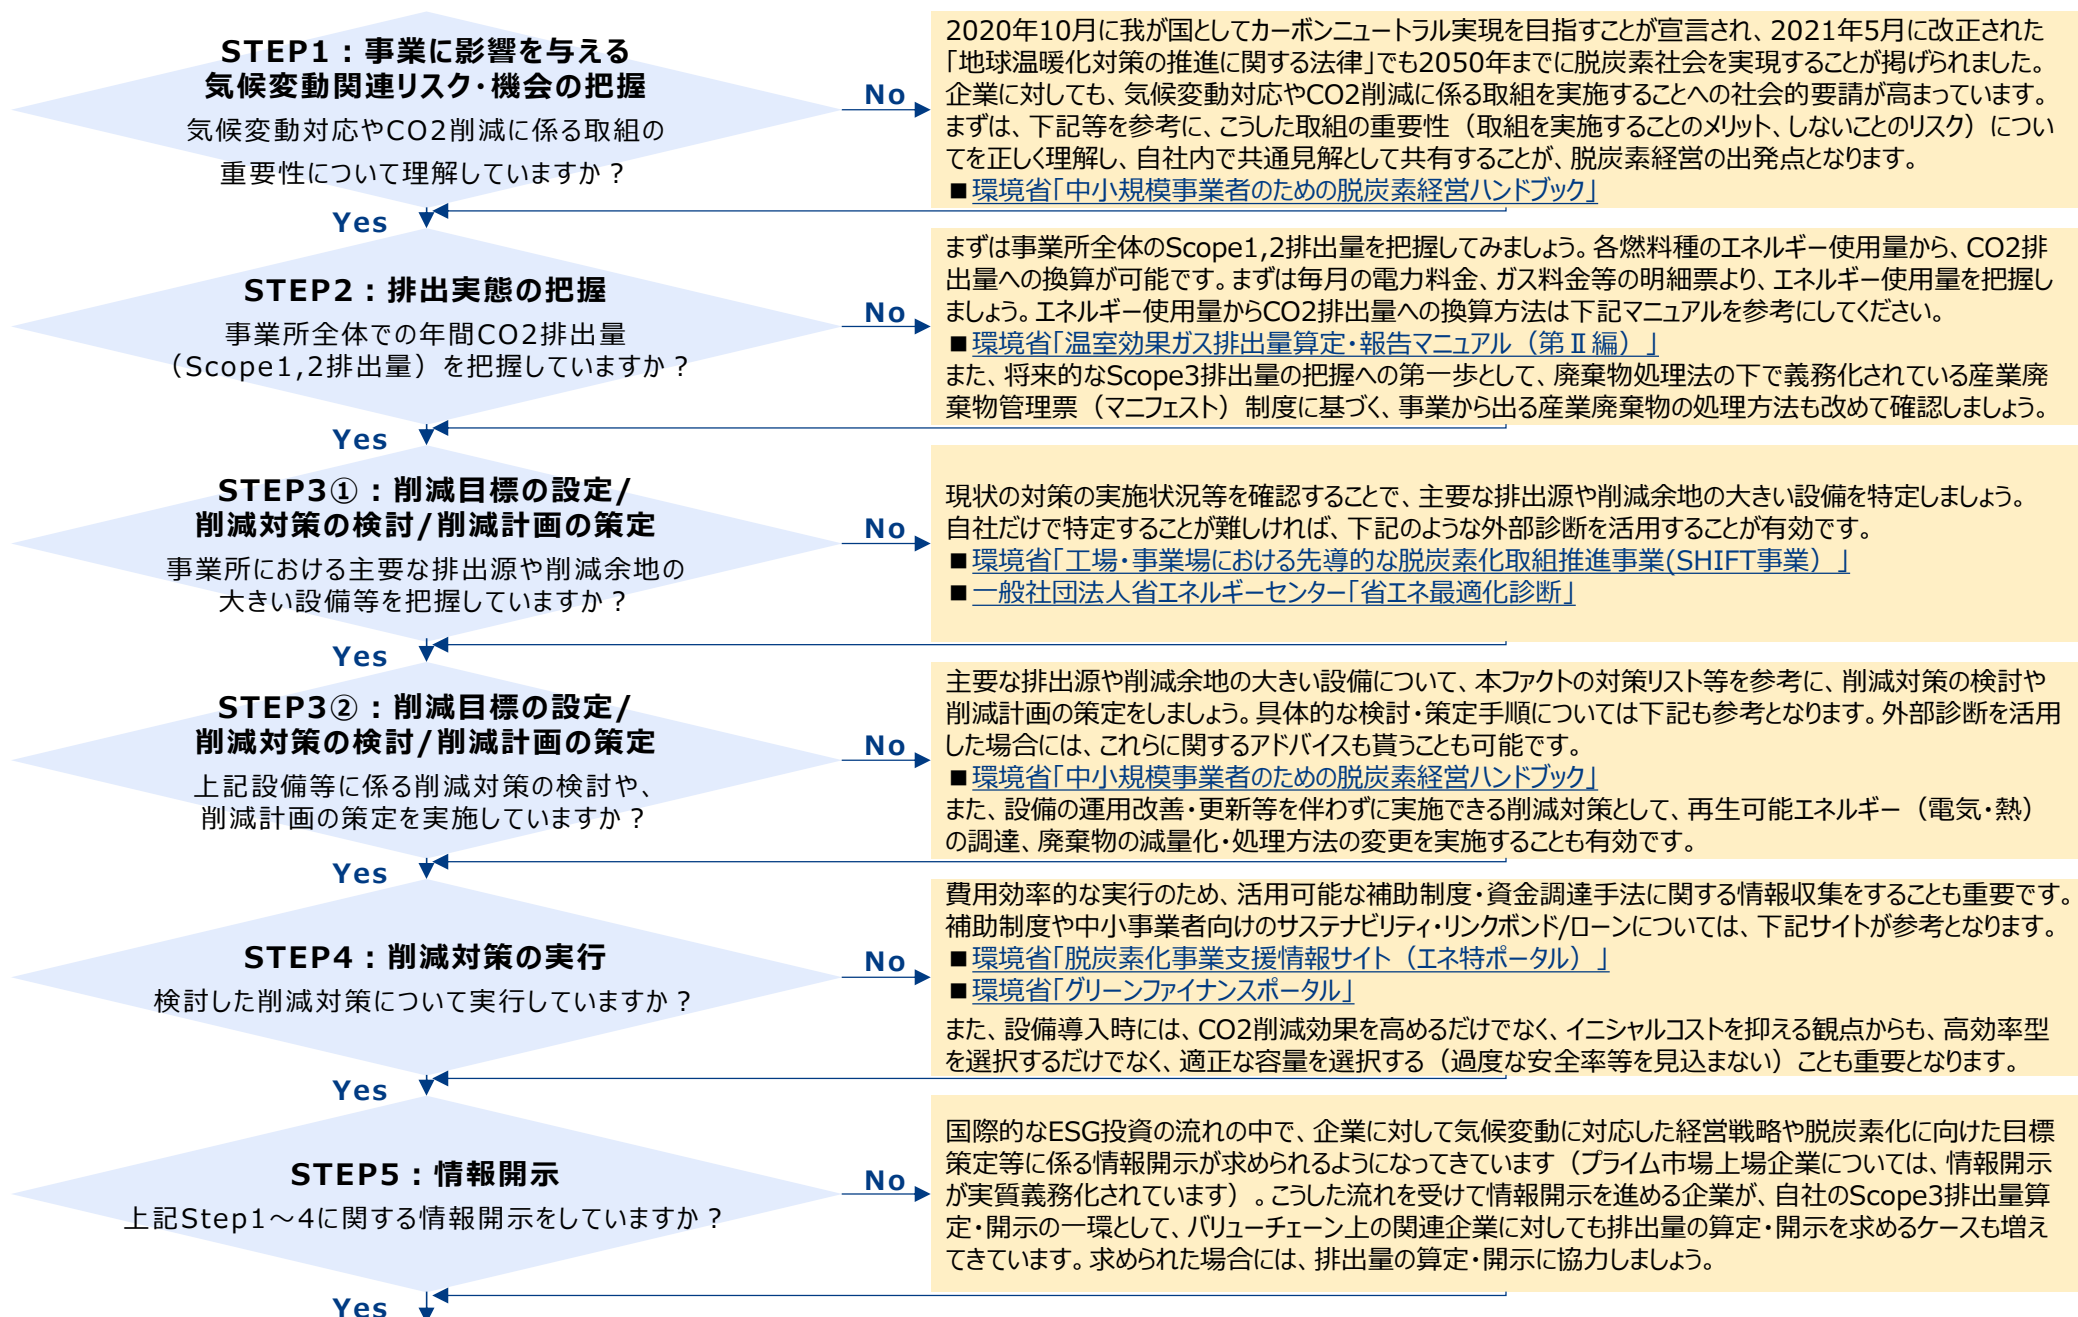 STEP1：事業に影響を与える
気候変動関連リスク・機会の把握
気候変動対応やCO2削減に係る取組の
重要性について理解していますか？
No
2020年10月に我が国としてカーボンニュートラル実現を目指すことが宣言され、2021年5月に改正された
「地球温暖化対策の推進に関する法律」でも2050年までに脱炭素社会を実現することが掲げられました。
企業に対しても、気候変動対応やCO2削減に係る取組を実施することへの社会的要請が高まっています。
まずは、下記等を参考に、こうした取組の重要性（取組を実施することのメリット、しないことのリスク）につい
てを正しく理解し、自社内で共通見解として共有することが、脱炭素経営の出発点となります。
■環境省「中小規模事業者のための脱炭素経営ハンドブック」
Yes
STEP2：排出実態の把握
事業所全体での年間CO2排出量
（Scope1,2排出量）を把握していますか？
No
まずは事業所全体のScope1,2排出量を把握してみましょう。各燃料種のエネルギー使用量から、CO2排
出量への換算が可能です。まずは毎月の電力料金、ガス料金等の明細票より、エネルギー使用量を把握し
ましょう。エネルギー使用量からCO2排出量への換算方法は下記マニュアルを参考にしてください。
■環境省「温室効果ガス排出量算定・報告マニュアル（第Ⅱ編）」
また、将来的なScope3排出量の把握への第一歩として、廃棄物処理法の下で義務化されている産業廃
棄物管理票（マニフェスト）制度に基づく、事業から出る産業廃棄物の処理方法も改めて確認しましょう。
Yes
STEP3①：削減目標の設定/
削減対策の検討/削減計画の策定
事業所における主要な排出源や削減余地の
大きい設備等を把握していますか？
No
現状の対策の実施状況等を確認することで、主要な排出源や削減余地の大きい設備を特定しましょう。
自社だけで特定することが難しければ、下記のような外部診断を活用することが有効です。
■環境省「工場・事業場における先導的な脱炭素化取組推進事業(SHIFT事業）」
■一般社団法人省エネルギーセンター「省エネ最適化診断」
Yes
STEP3②：削減目標の設定/
削減対策の検討/削減計画の策定
上記設備等に係る削減対策の検討や、
削減計画の策定を実施していますか？
No
主要な排出源や削減余地の大きい設備について、本ファクトの対策リスト等を参考に、削減対策の検討や
削減計画の策定をしましょう。具体的な検討・策定手順については下記も参考となります。外部診断を活用
した場合には、これらに関するアドバイスも貰うことも可能です。
■環境省「中小規模事業者のための脱炭素経営ハンドブック」
また、設備の運用改善・更新等を伴わずに実施できる削減対策として、再生可能エネルギー（電気・熱）
の調達、廃棄物の減量化・処理方法の変更を実施することも有効です。
Yes
STEP4：削減対策の実行
検討した削減対策について実行していますか？
No
費用効率的な実行のため、活用可能な補助制度・資金調達手法に関する情報収集をすることも重要です。
補助制度や中小事業者向けのサステナビリティ・リンクボンド/ローンについては、下記サイトが参考となります。
■環境省「脱炭素化事業支援情報サイト（エネ特ポータル）」
■環境省「グリーンファイナンスポータル」
また、設備導入時には、CO2削減効果を高めるだけでなく、イニシャルコストを抑える観点からも、高効率型
を選択するだけでなく、適正な容量を選択する（過度な安全率等を見込まない）ことも重要となります。
Yes
STEP5：情報開示
上記Step1～4に関する情報開示をしていますか？
No
国際的なESG投資の流れの中で、企業に対して気候変動に対応した経営戦略や脱炭素化に向けた目標
策定等に係る情報開示が求められるようになってきています（プライム市場上場企業については、情報開示
が実質義務化されています）。こうした流れを受けて情報開示を進める企業が、自社のScope3排出量算
定・開示の一環として、バリューチェーン上の関連企業に対しても排出量の算定・開示を求めるケースも増え
てきています。求められた場合には、排出量の算定・開示に協力しましょう。
Yes